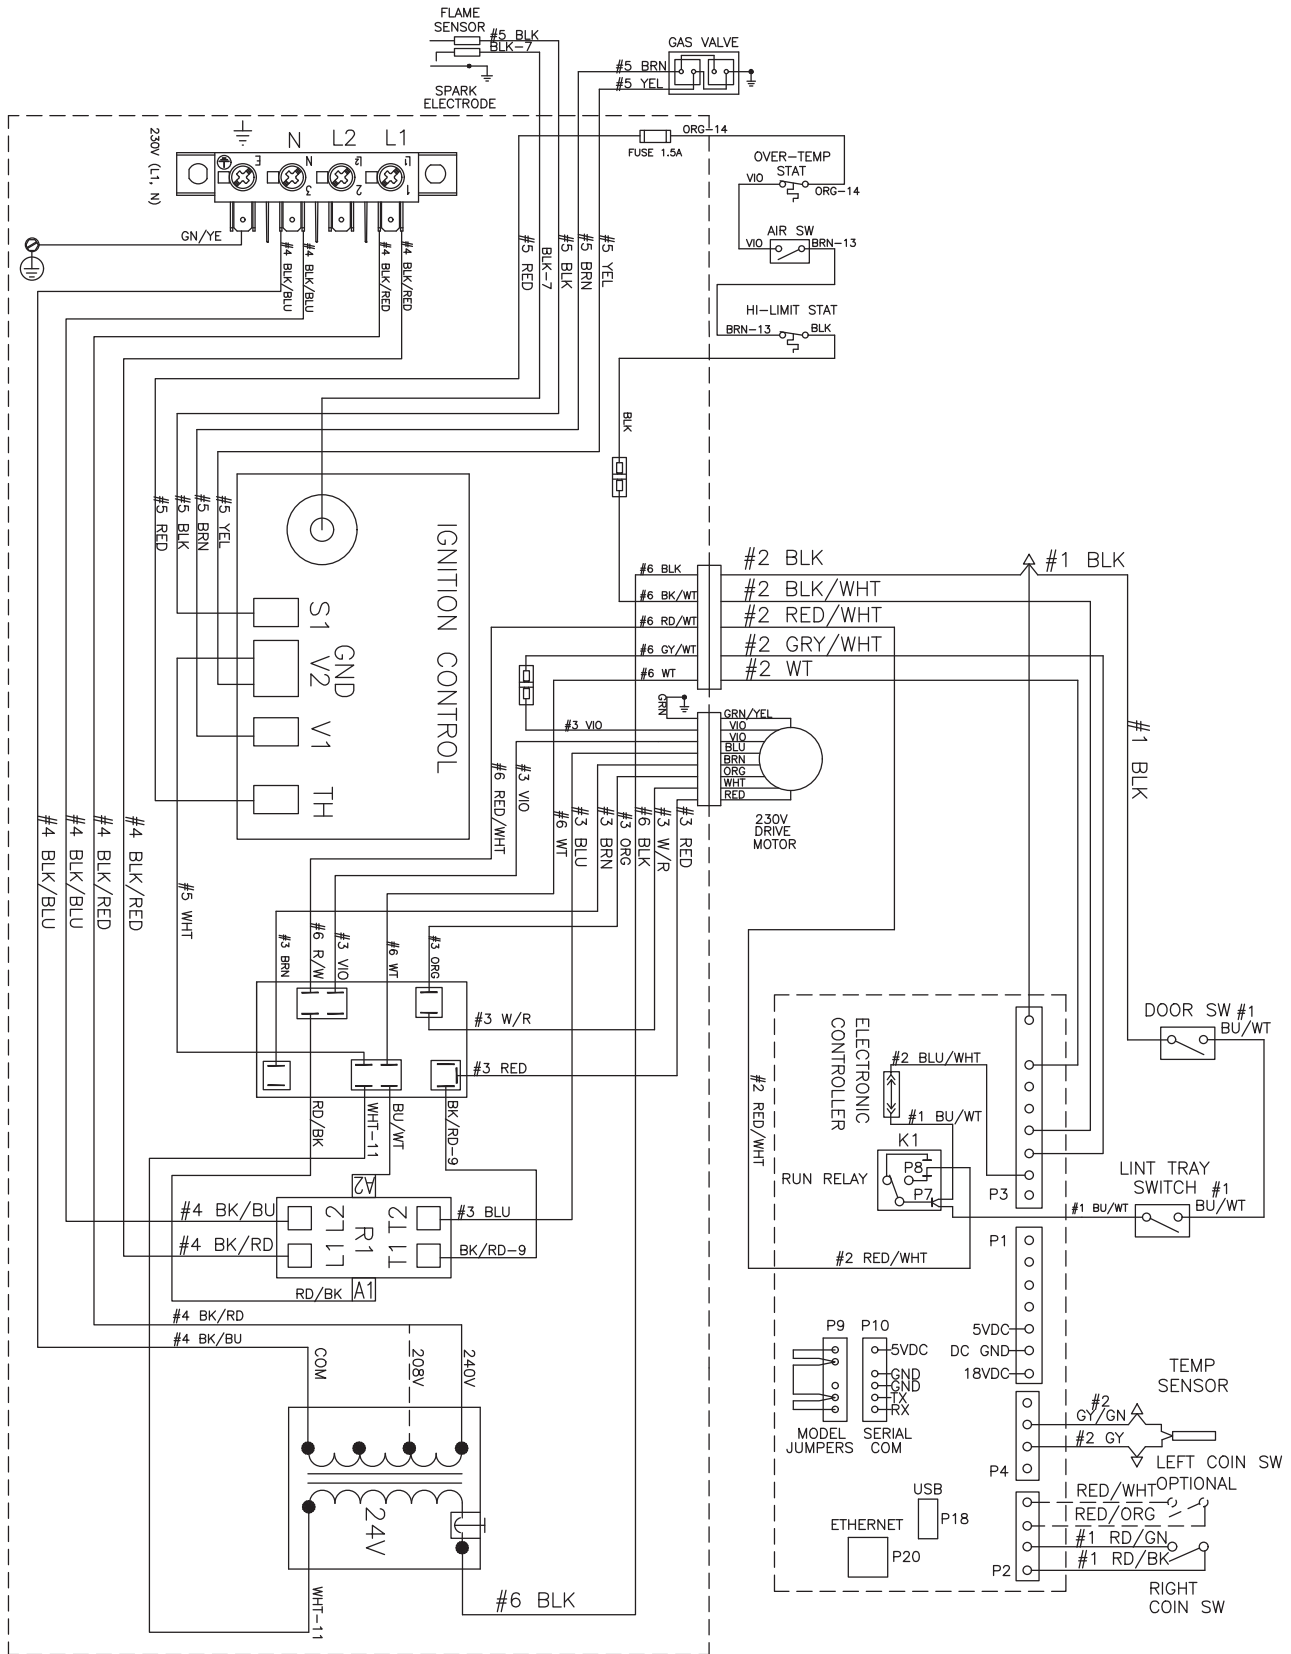 FLAME
SENSOR
#5 BLK
BLK-7
SPARK
ELECTRODE
GAS VALVE
#5 BRN
#5 YEL
230V (L1, N)
N
L2
L1
E
N
L2
L1
3
2
1
GN/YE
#4 BLK/BLU
#4 BLK/BLU
#4 BLK/RED
#4 BLK/RED
ORG-14
FUSE 1.5A
OVER-TEMP
STAT
VIO
ORG-14
AIR SW
VIO
BRN-13
HI-LIMIT STAT
BRN-13
BLK
#5 RED
BLK-7
#5 BLK
#5 BRN
#5 YEL
BLK
#5 RED
#5 BLK
#5 BRN
#5 YEL
IGNITION CONTROL
S1
GND
V2
V1
TH
#6 BLK
#6 BK/WT
#6 RD/WT
#6 GY/WT
#6 WT
#2 BLK
#1 BLK
#2 BLK/WHT
#2 RED/WHT
#2 GRY/WHT
#2 WT
GRN
#3 VIO
GRN/YEL
VIO
VIO
BLU
BRN
ORG
WHT
RED
230V
DRIVE
MOTOR
#1 BLK
#6 RED/WHT
#3 VIO
#6 WT
#3 BLU
#3 BRN
#3 ORG
#6 BLK
#3 W/R
#3 RED
#4 BLK/BLU
#4 BLK/BLU
#4 BLK/RED
#4 BLK/RED
#5 WHT
#3 BRN
#6 R/W
#3 VIO
#6 WT
#3 ORG
#3 W/R
#3 RED
RD/BK
WHT-11
BU/WT
BK/RD-9
A2
#4 BK/BU
L2
T2
#3 BLU
R1
#4 BK/RD
L1
T1
BK/RD-9
RD/BK
A1
#4 BK/RD
#4 BK/BU
COM
208V
240V
24V
WHT-11
#6 BLK
#2 RED/WHT
ELECTRONIC
CONTROLLER
#2 BLU/WHT
#1 BU/WT
K1
RUN RELAY
P8
P7
P3
DOOR SW
#1
BU/WT
LINT TRAY
SWITCH
#1
BU/WT
#1 BU/WT
#2 RED/WHT
P1
5VDC
DC GND
18VDC
P9
P10
5VDC
GND
GND
TX
RX
MODEL
JUMPERS
SERIAL
COM
TEMP
SENSOR
#2
GY/GN
#2 GY
P4
LEFT COIN SW
OPTIONAL
RED/WHT
RED/ORG
#1 RD/GN
#1 RD/BK
P2
RIGHT
COIN SW
USB
P18
ETHERNET
P20